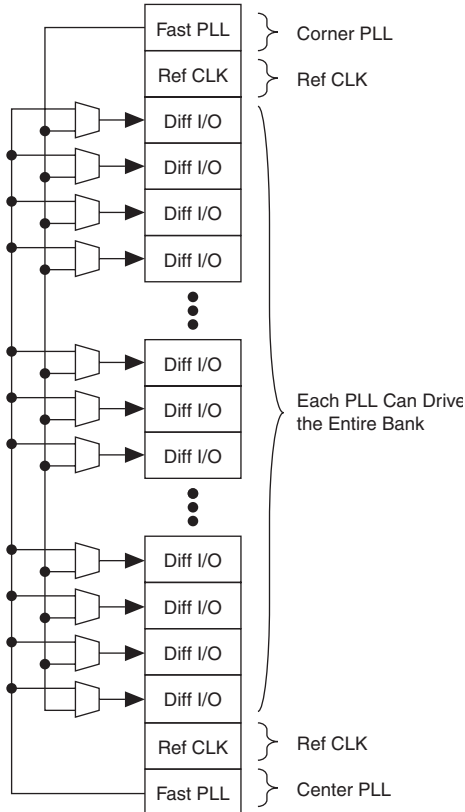 Fast PLL
Corner PLL
Ref CLK
Ref CLK
Diff I/O
Diff I/O
Diff I/O
Diff I/O
Diff I/O
Diff I/O
Diff I/O
Each PLL Can Drive
the Entire Bank
Diff I/O
Diff I/O
Diff I/O
Diff I/O
Ref CLK
Ref CLK
Fast PLL
Center PLL